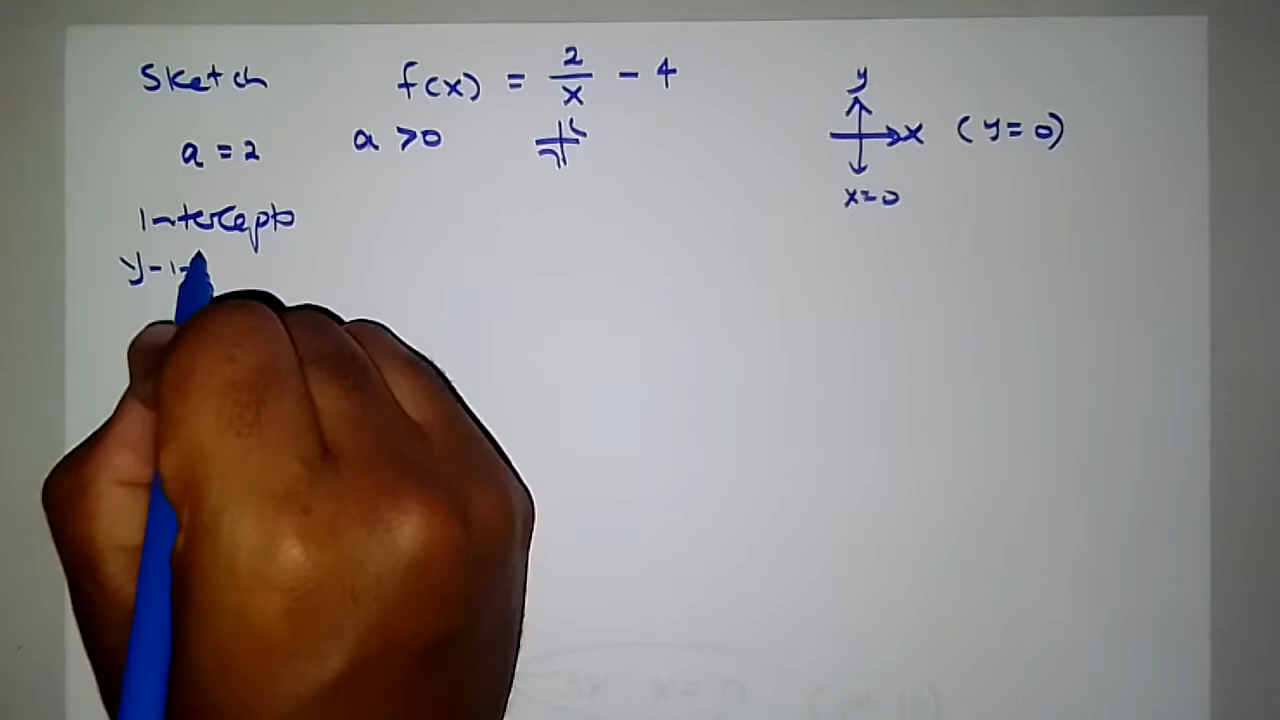 Sketch f(x) = 2/x - 4
a = 2 a > 0
y
x (y = 0)
x = 0
Intercepts
y-i-